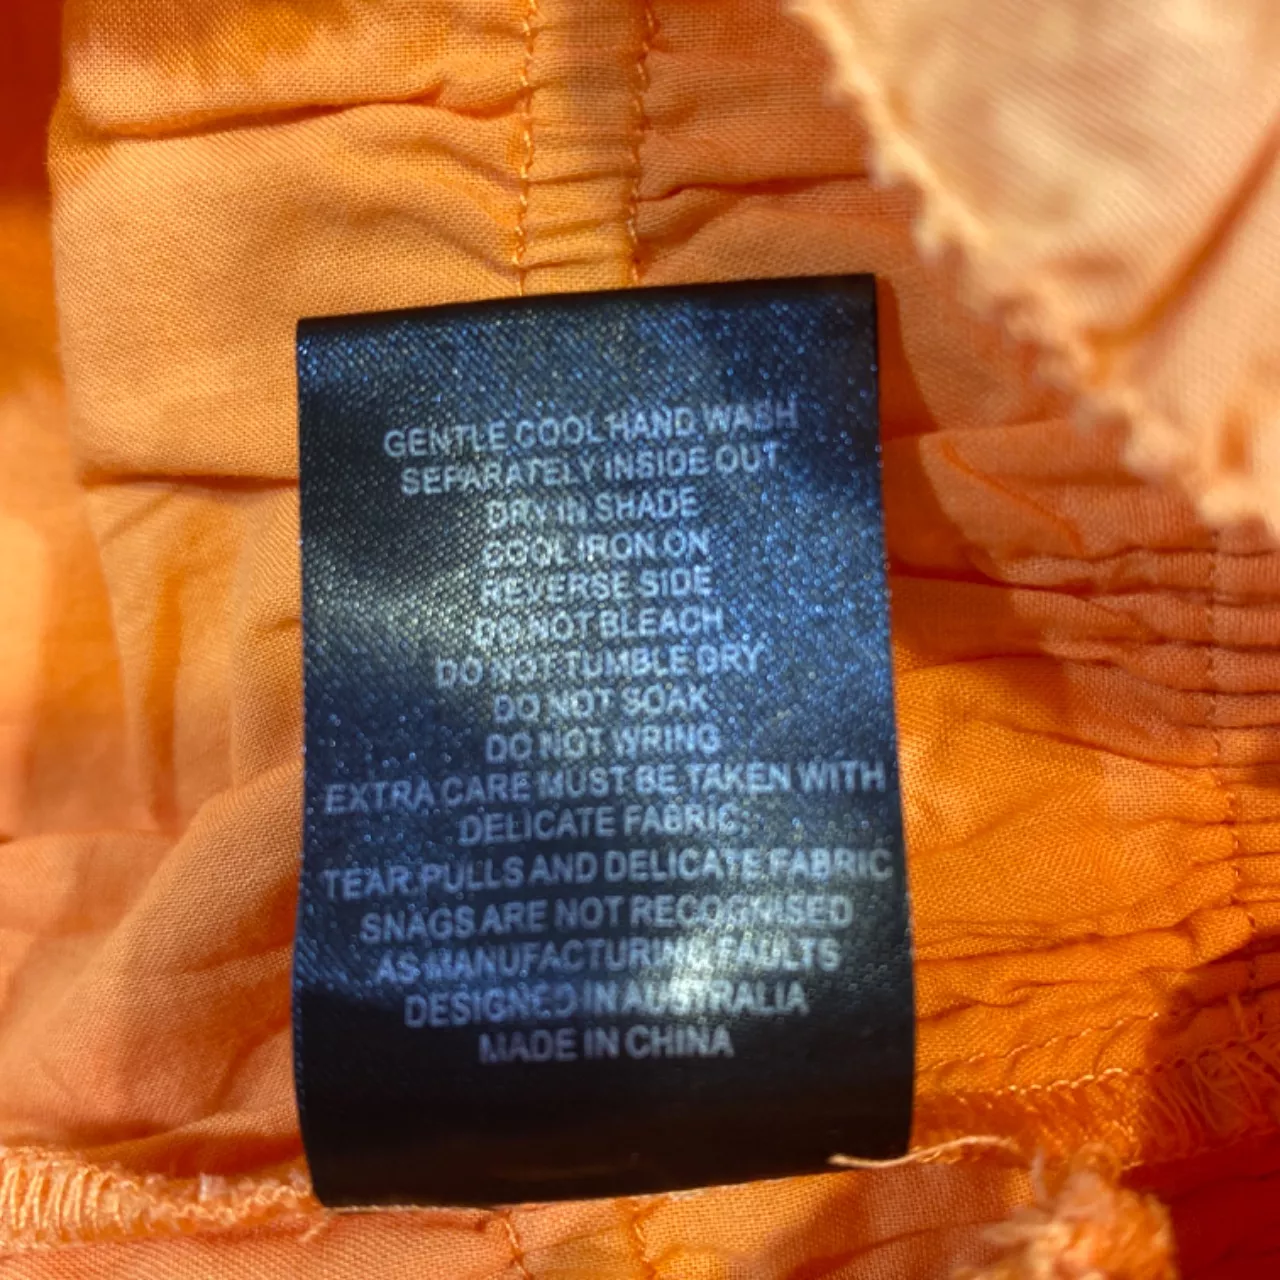 GENTLE COOL HAND WASH
SEPARATELY INSIDE OUT
DRY IN SHADE
COOL IRON ON
REVERSE SIDE
DO NOT BLEACH
DO NOT TUMBLE DRY
DO NOT SOAK
DO NOT WRING
EXTRA CARE MUST BE TAKEN WITH
DELICATE FABRIC.
TEAR, PULLS AND DELICATE FABRIC
SNAGS ARE NOT RECOGNISED
AS MANUFACTURING FAULTS
DESIGNED IN AUSTRALIA
MADE IN CHINA